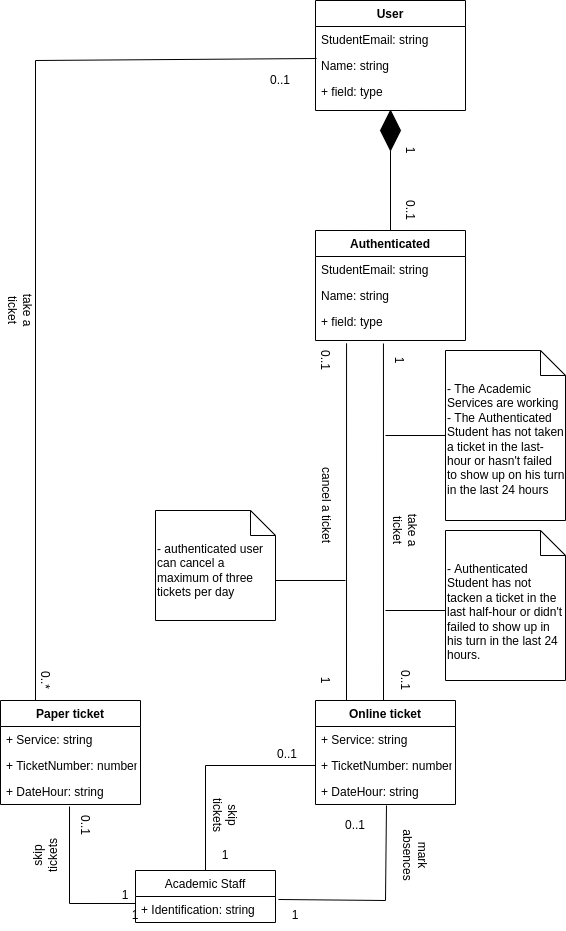 User
StudentEmail: string
Name: string
+ field: type
0..1
1
0..1
Authenticated
StudentEmail: string
Name: string
+ field: type
take a
ticket
0..1
1
- The Academic
Services are working
- The Authenticated
Student has not taken
a ticket in the last-
hour or hasn't failed
to show up on his turn
in the last 24 hours
cancel a ticket
take a
ticket
- authenticated user
can cancel a
maximum of three
tickets per day
- Authenticated
Student has not
tacken a ticket in the
last half-hour or didn't
failed to show up in
his turn in the last 24
hours.
0..*
1
0..1
Paper ticket
+ Service: string
+ TicketNumber: number
+ DateHour: string
Online ticket
+ Service: string
+ TicketNumber: number
+ DateHour: string
0..1
skip
tickets
0..1
0..1
tickets
skip
mark
absences
1
Academic Staff
+ Identification: string
1
1
1